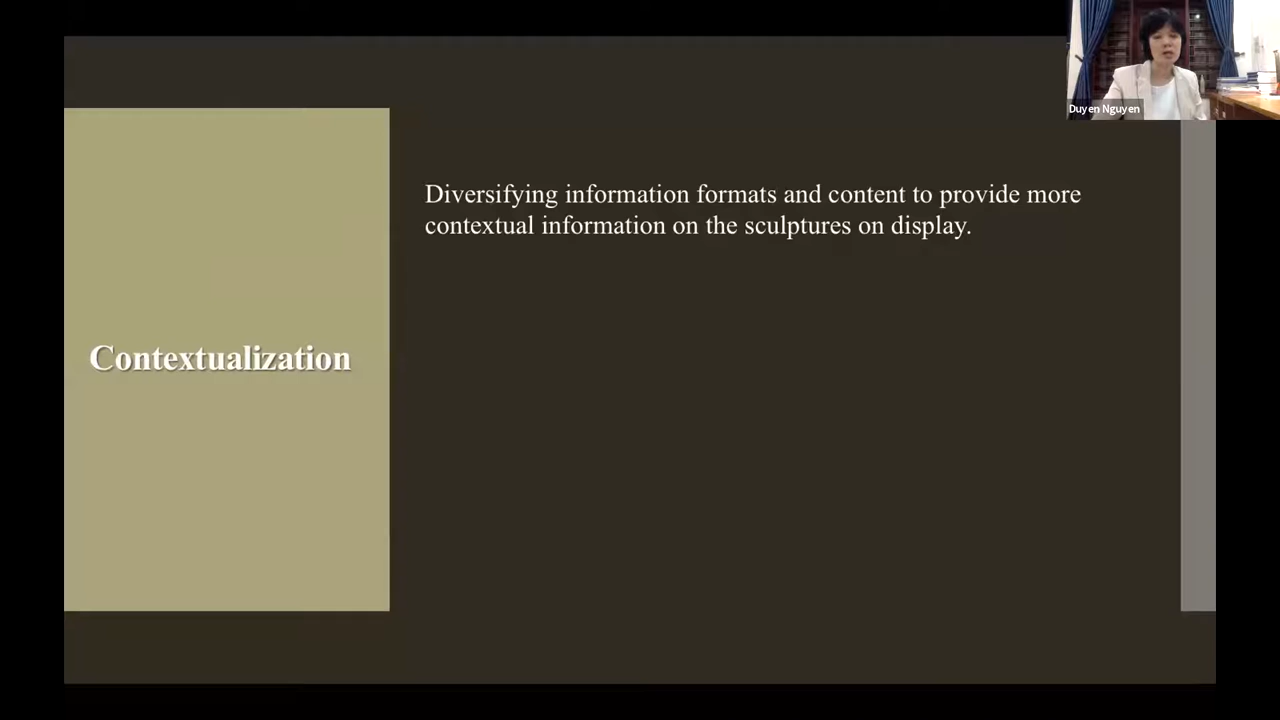 Duyen Nguyen
Diversifying information formats and content to provide more
contextual information on the sculptures on display.
Contextualization